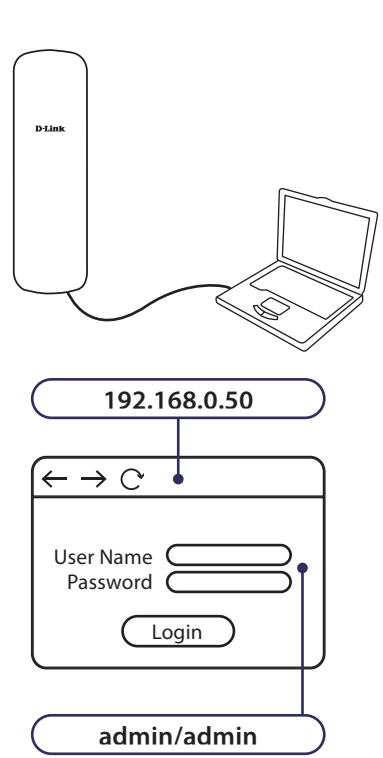 D-Link
192.168.0.50
User Name
Password
Login
admin/admin